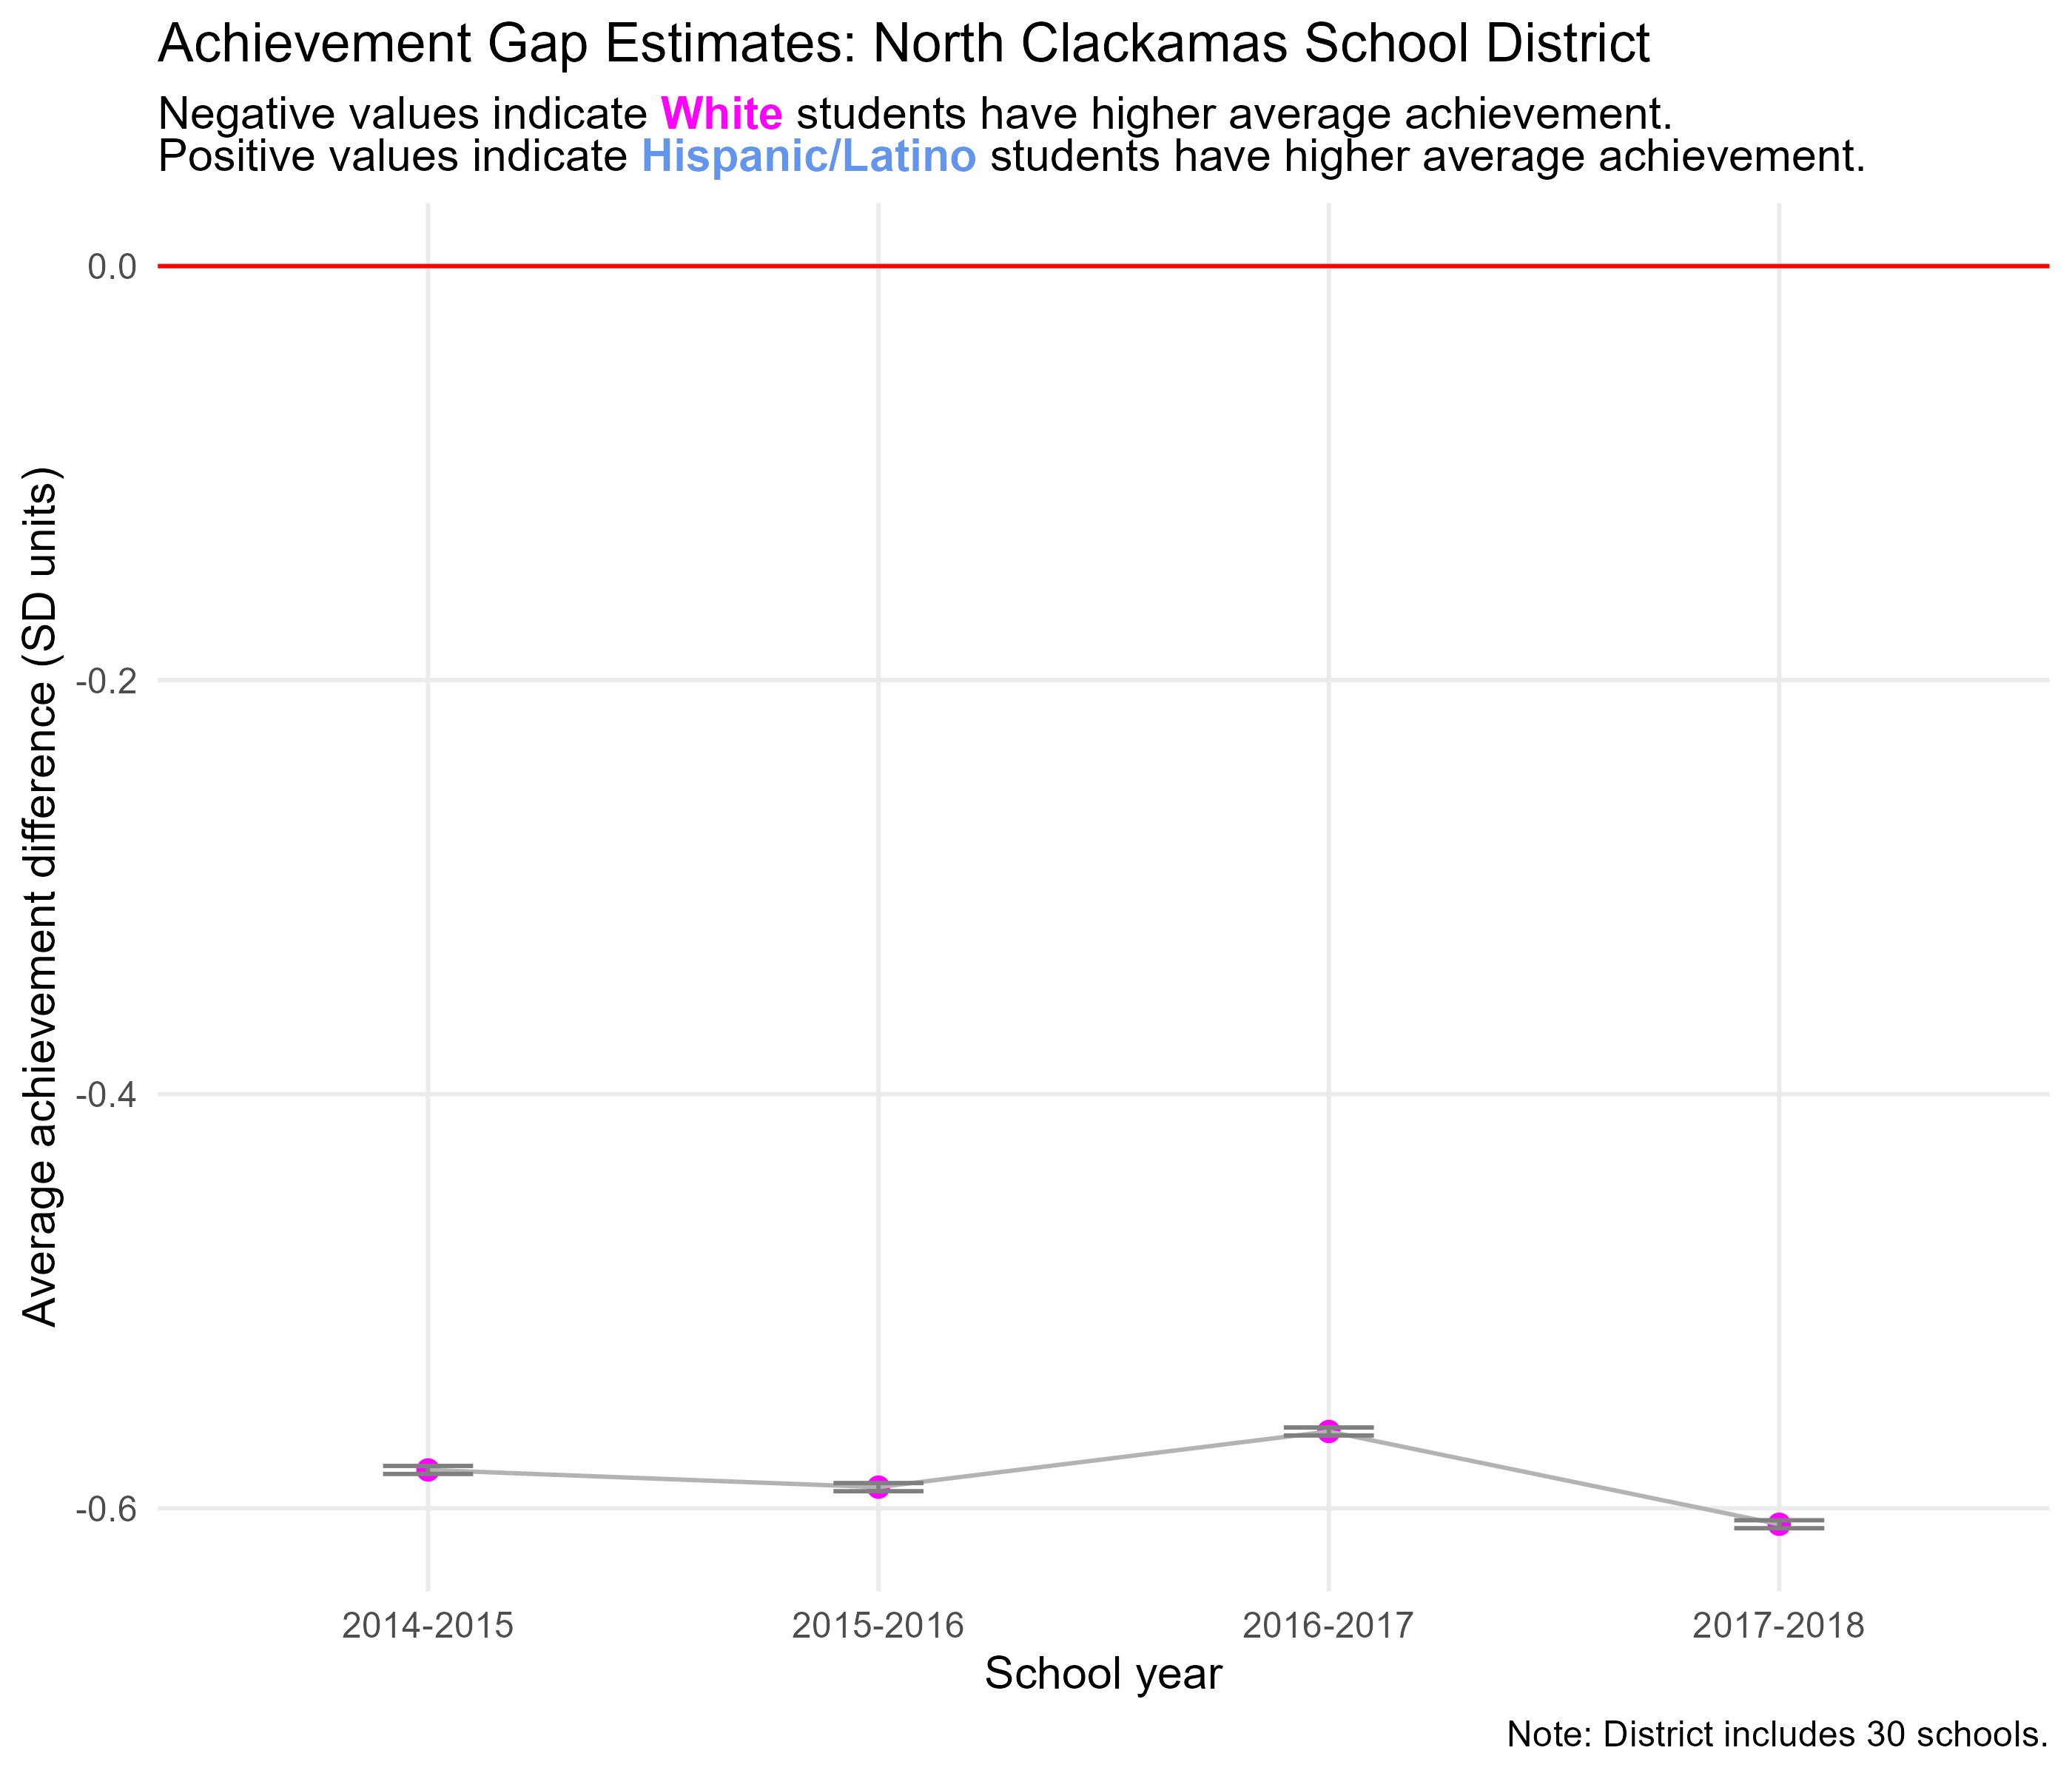 Achievement Gap Estimates: North Clackamas School District
Negative values indicate White students have higher average achievement.
Positive values indicate Hispanic/Latino students have higher average achievement.
Average achievement difference (SD units)
0.0
-0.2
-0.4
-0.6
2014-2015
2015-2016
2016-2017
2017-2018
School year
Note: District includes 30 schools.